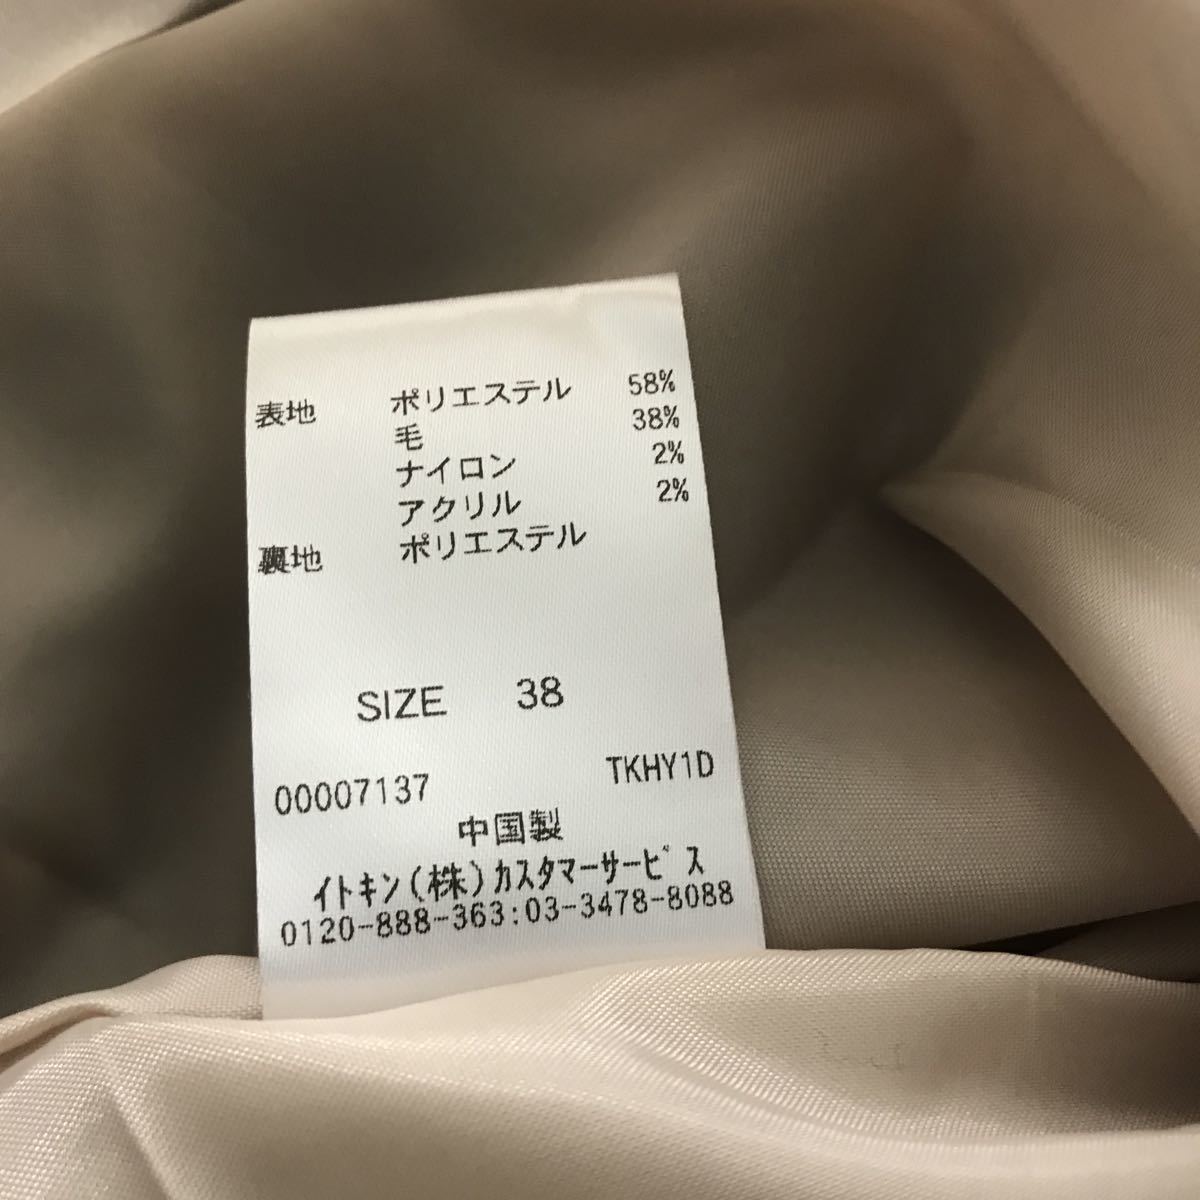 表地 ポリエステル 58%
毛 38%
ナイロン 2%
アクリル 2%
裏地 ポリエステル
SIZE 38
00007137 TKHY1D
中国製
イトキン(株)カスタマーサービス
0120-888-363:03-3478-8088